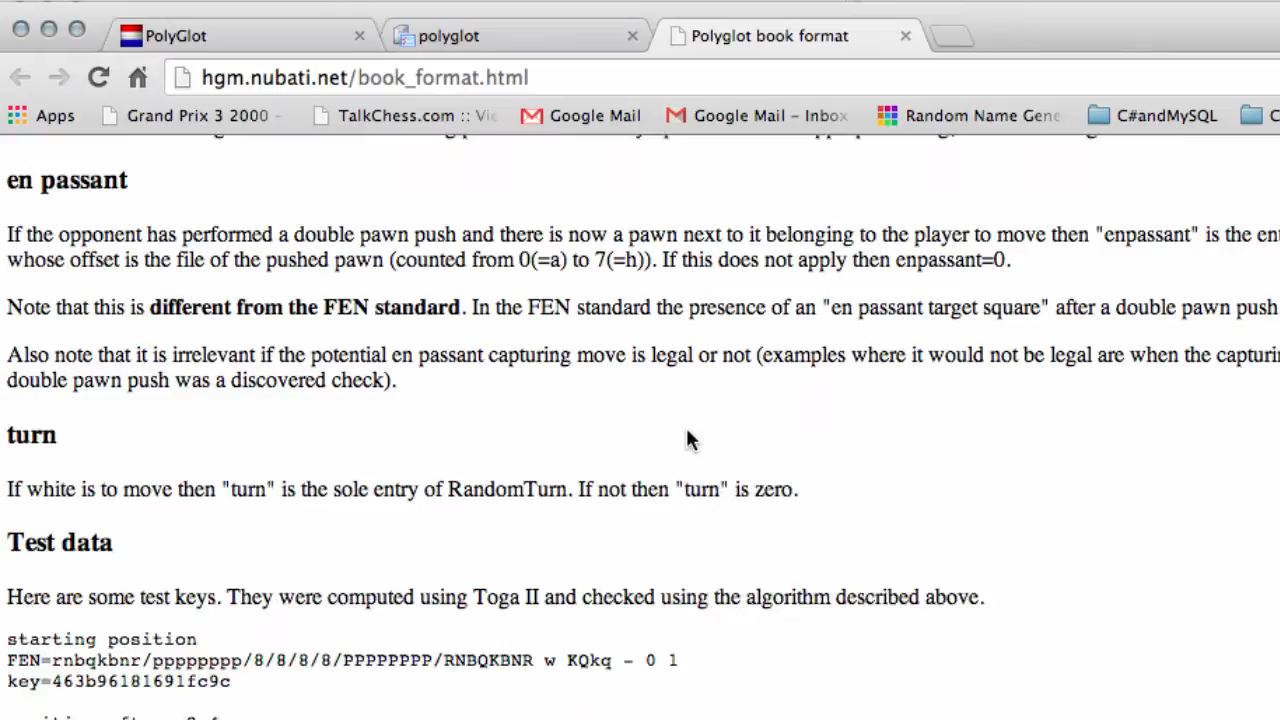 PolyGlot
polyglot
Polyglot book format
hgm.nubati.net/book_format.html
Apps Grand Prix 3 2000 - TalkChess.com :: Vie Google Mail Google Mail - Inbox Random Name Gene C#andMySQL C
en passant
If the opponent has performed a double pawn push and there is now a pawn next to it belonging to the player to move then "enpassant" is the ent
whose offset is the file of the pushed pawn (counted from 0(=a) to 7(=h)). If this does not apply then enpassant=0.
Note that this is different from the FEN standard. In the FEN standard the presence of an "en passant target square" after a double pawn push
Also note that it is irrelevant if the potential en passant capturing move is legal or not (examples where it would not be legal are when the capturin
double pawn push was a discovered check).
turn
If white is to move then "turn" is the sole entry of RandomTurn. If not then "turn" is zero.
Test data
Here are some test keys. They were computed using Toga II and checked using the algorithm described above.
starting position
FEN=rnbqkbnr/pppppppp/8/8/8/8/PPPPPPPP/RNBQKBNR w KQkq - 0 1
key=463b96181691fc9c